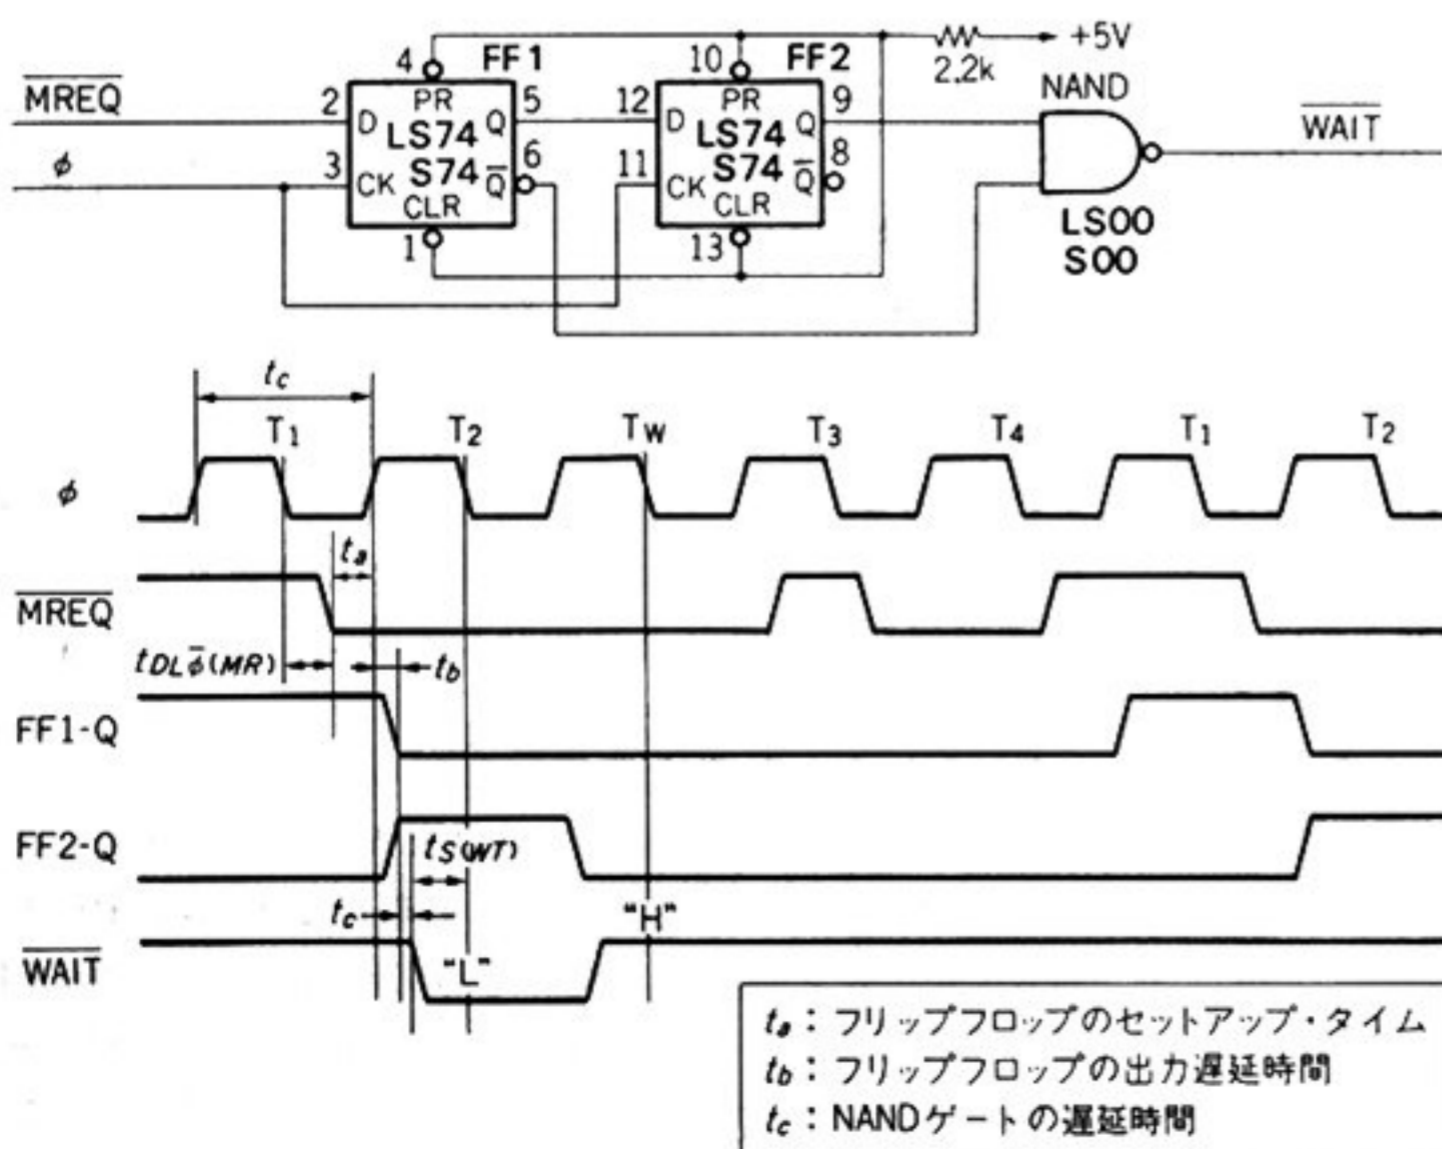 4 FF1 10 FF2 +5V
2.2k
NAND
MREQ 2 D PR LS74 Q 5 12 D PR LS74 Q 9 WAIT
φ 3 CK S74 Q 6 11 CK S74 Q 8
CLR CLR
1 13
LS00
S00
tc
T1 T2 TW T3 T4 T1 T2
φ
ta
MREQ
tDLφ(MR) tb
FF1-Q
FF2-Q
tS(WT)
tc "H"
WAIT "L"
ta：フリップフロップのセットアップ・タイム
tb：フリップフロップの出力遅延時間
tc：NANDゲートの遅延時間